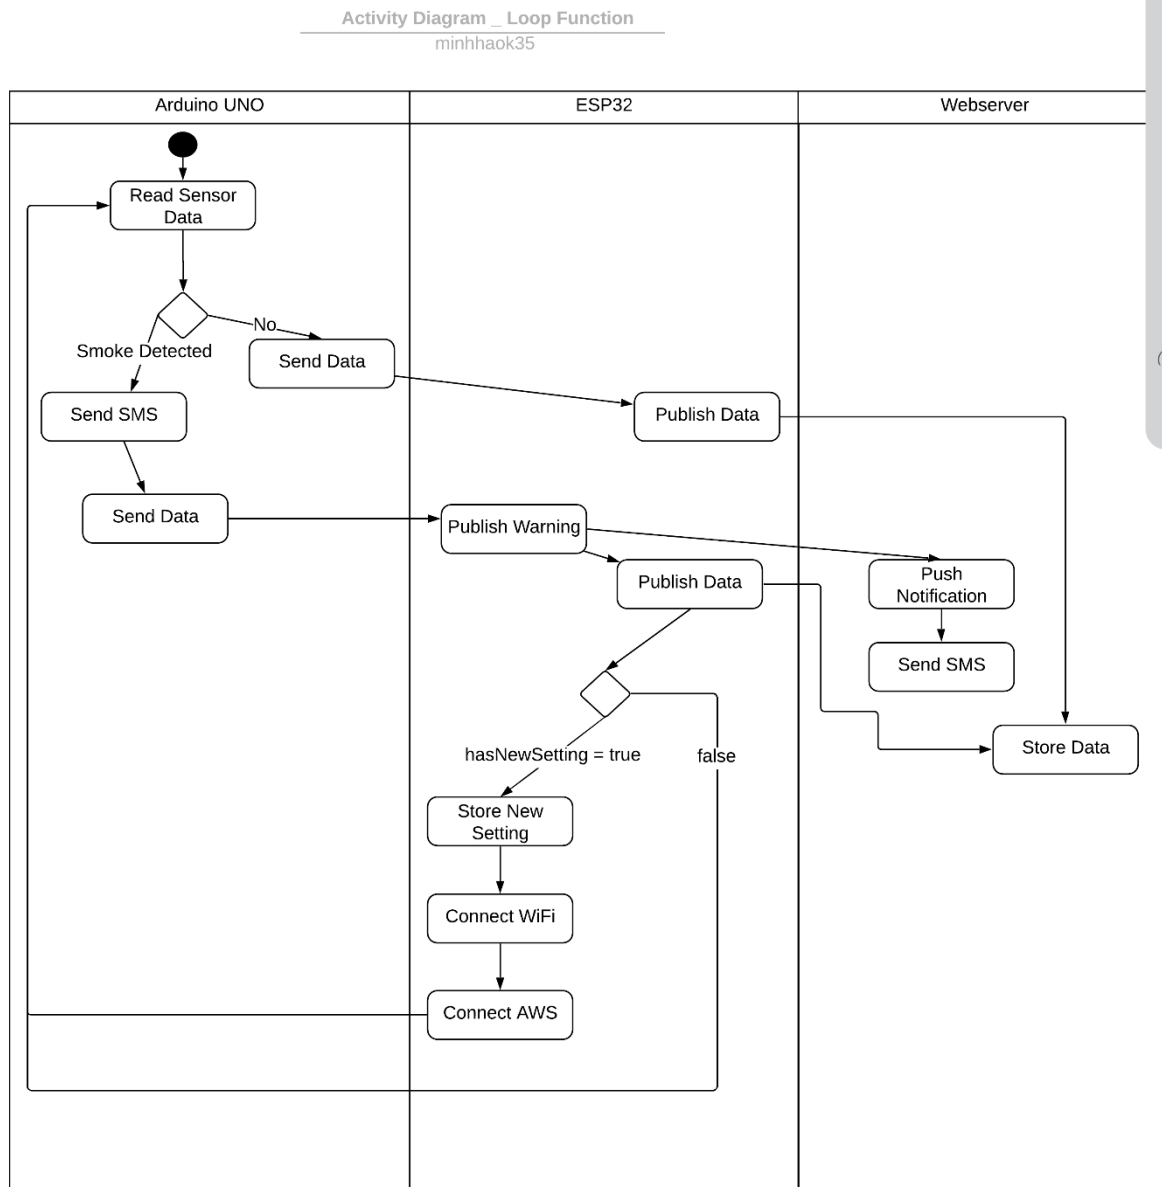 Activity Diagram _ Loop Function
minhhaok35
Arduino UNO
ESP32
Webserver
Read Sensor
Data
No
Smoke Detected
Send Data
Send SMS
Publish Data
Send Data
Publish Warning
Publish Data
Push
Notification
Send SMS
hasNewSetting = true
false
Store Data
Store New
Setting
Connect WiFi
Connect AWS